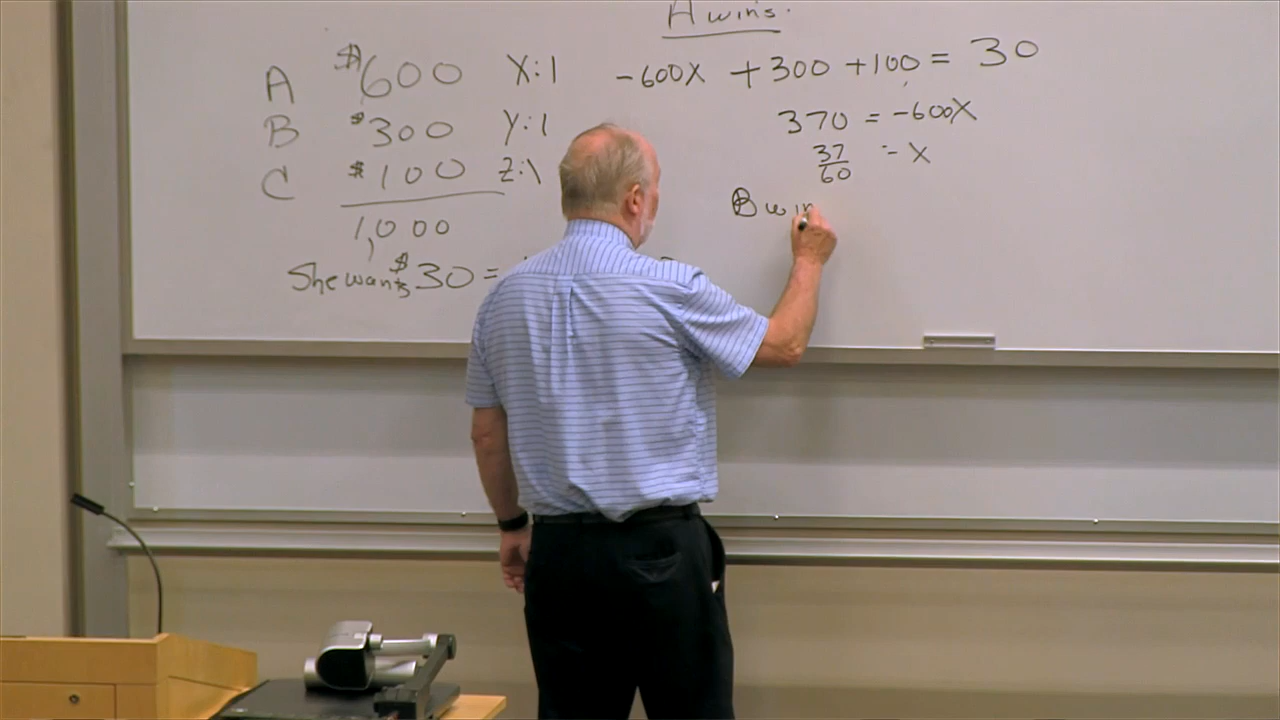 A wins.
A $600 X:1
-600X + 300 + 100 = 30
B $300 Y:1
370 = -600X
C $100 Z:1
37/60 = X
1,000
B win
She wants $30 =